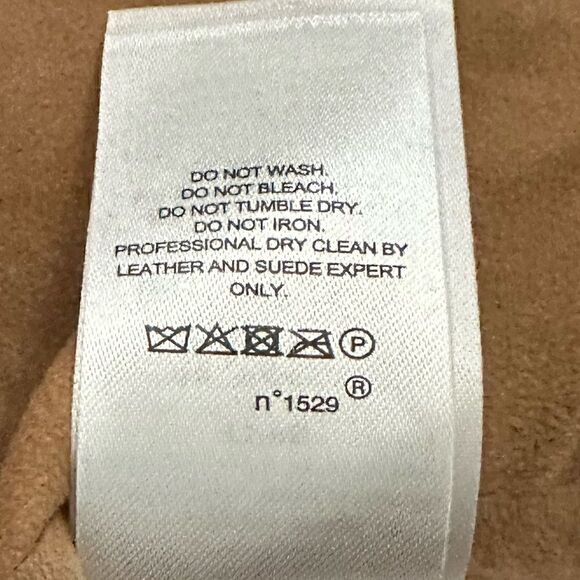 DO NOT WASH.
DO NOT BLEACH.
DO NOT TUMBLE DRY.
DO NOT IRON.
PROFESSIONAL DRY CLEAN BY
LEATHER AND SUEDE EXPERT
ONLY.
P
n°1529 ®